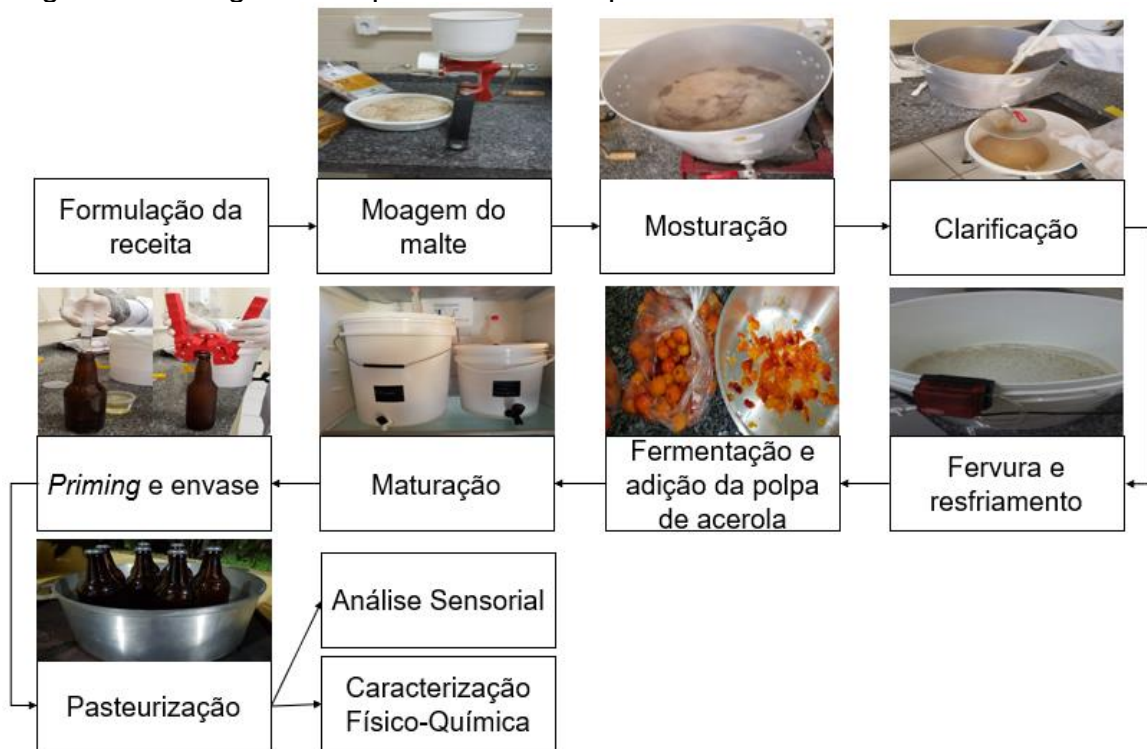 Formulação da
receita
Moagem do
malte
Mosturação
Clarificação
Fervura e
resfriamento
Fermentação e
adição da polpa
de acerola
Maturação
Priming e envase
Pasteurização
Análise Sensorial
Caracterização
Físico-Química